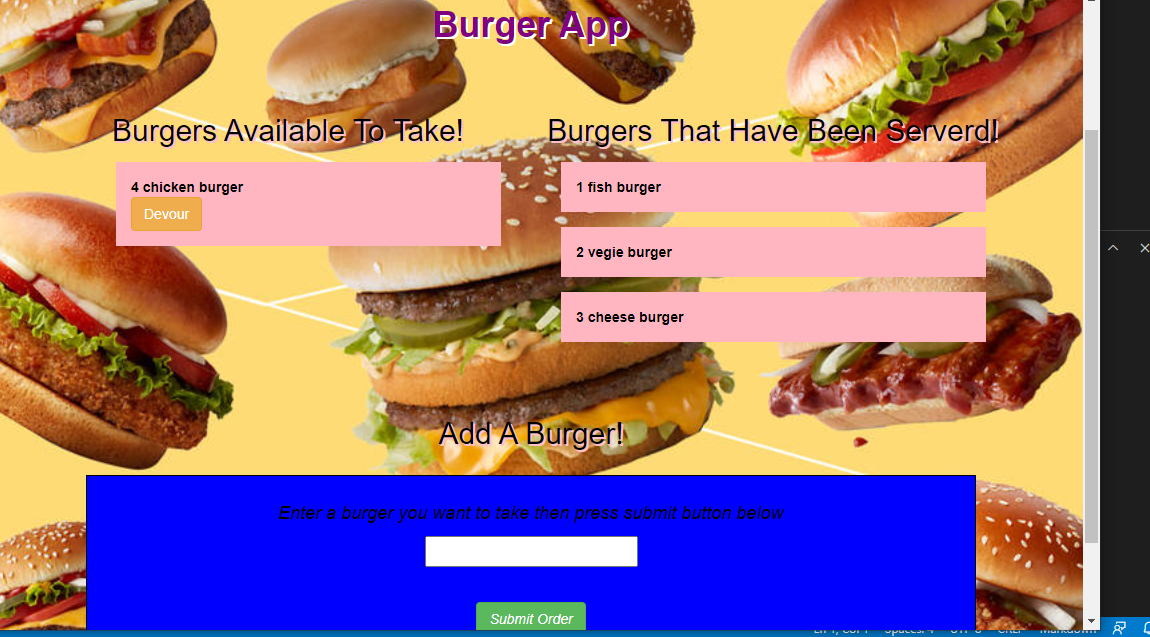 Burger App
Burgers Available To Take!
4 chicken burger
Devour
Burgers That Have Been Serverd!
1 fish burger
2 vegie burger
3 cheese burger
Add A Burger!
Enter a burger you want to take then press submit button below
Submit Order